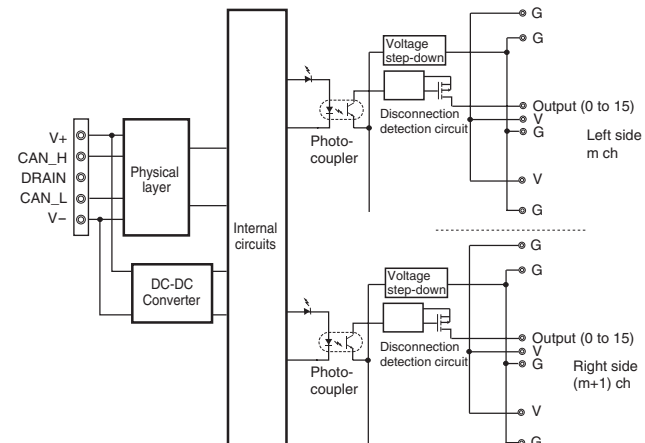 V+
CAN_H
DRAIN
CAN_L
V−
Physical
layer
DC-DC
Converter
Internal
circuits
Photo-
coupler
Voltage
step-down
Disconnection
detection circuit
G
G
Output (0 to 15)
V
G
Left side
m ch
V
G
Photo-
coupler
Voltage
step-down
Disconnection
detection circuit
G
G
Output (0 to 15)
V
G
Right side
(m+1) ch
V
G